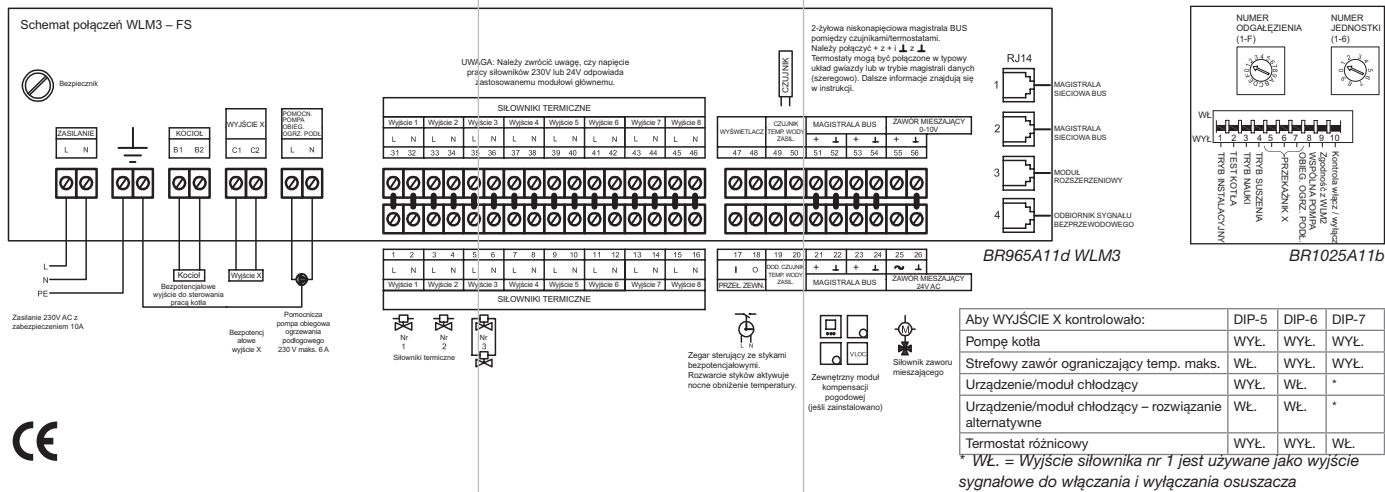 Schemat połączeń WLM3 – FS
Bezpiecznik
UWAGA: Należy zwrócić uwagę, czy napięcie
pracy siłowników 230V lub 24V odpowiada
zastosowanemu modułowi głównemu.
CZUJNIK
2-żyłowa niskonapięciowa magistrala BUS
pomiędzy czujnikami/termostatami.
Należy połączyć + z + i ⊥ z ⊥
Termostaty mogą być połączone w typowy
układ gwiazdy lub w trybie magistrali danych
(szeregowo). Dalsze informacje znajdują się
w instrukcji.
RJ14
1 MAGISTRALA
SIECIOWA BUS
2 MAGISTRALA
SIECIOWA BUS
3 MODUŁ
ROZSZERZENIOWY
4 ODBIORNIK SYGNAŁU
BEZPRZEWODOWEGO
ZASILANIE
L N
KOCIOŁ
B1 B2
WYJŚCIE X
C1 C2
POMOCN.
POMPA
OBIEG.
OGRZ. PODŁ.
L N
SIŁOWNIKI TERMICZNE
Wyjście 1 Wyjście 2 Wyjście 3 Wyjście 4 Wyjście 5 Wyjście 6 Wyjście 7 Wyjście 8
L N L N L N L N L N L N L N L N
31 32 33 34 35 36 37 38 39 40 41 42 43 44 45 46
WYŚWIETLACZ
CZUJNIK
TEMP. WODY
ZASIL.
MAGISTRALA BUS
ZAWÓR MIESZAJĄCY
0-10V
+ ⊥ + ⊥ + ⊥
47 48 49 50 51 52 53 54 55 56
1 2 3 4 5 6 7 8 9 10 11 12 13 14 15 16
L N L N L N L N L N L N L N L N
Wyjście 1 Wyjście 2 Wyjście 3 Wyjście 4 Wyjście 5 Wyjście 6 Wyjście 7 Wyjście 8
SIŁOWNIKI TERMICZNE
17 18 19 20 21 22 23 24 25 26
I O
PRZEŁ. ZEWN.
DOD. CZUJNIK
TEMP. WODY
ZASIL.
+ ⊥ + ⊥ ~ ⊥
MAGISTRALA BUS
ZAWÓR MIESZAJĄCY
24V AC
L
N
PE
Zasilanie 230V AC z
zabezpieczeniem 10A
Kocioł
Bezpotencjałowe
wyjście do sterowania
pracą kotła
Wyjście X
Bezpotencj
ałowe
wyjście X
Pomocnicza
pompa obiegowa
ogrzewania
podłogowego
230 V maks. 6 A
Nr
1
Nr
2
Nr
3
Siłowniki termiczne
L N
Zegar sterujący ze stykami
bezpotencjałowymi.
Rozwarcie styków aktywuje
nocne obniżenie temperatury.
V LOC
Zewnętrzny moduł
kompensacji
pogodowej
(jeśli zainstalowano)
M
Siłownik zaworu
mieszającego
BR965A11d WLM3
NUMER
ODGAŁĘZIENIA
(1-F)
NUMER
JEDNOSTKI
(1-6)
WŁ
WYŁ
1 2 3 4 5 6 7 8 9 10
TRYB INSTALACYJNY
TEST KOTŁA
TRYB NAUKI
TRYB SUSZENIA
-PRZEKAŹNIK X
OBIEG. OGRZ. PODŁ.
WSPÓLNA POMPA
Zgodność z WLM2
Kontrola włącz / wyłącz
BR1025A11b
Aby WYJŚCIE X kontrolowało: DIP-5 DIP-6 DIP-7
Pompę kotła WYŁ. WYŁ. WYŁ.
Strefowy zawór ograniczający temp. maks. WŁ. WYŁ. WYŁ.
Urządzenie/moduł chłodzący WYŁ. WŁ. *
Urządzenie/moduł chłodzący – rozwiązanie
alternatywne WŁ. WŁ. *
Termostat różnicowy WYŁ. WYŁ. WŁ.
* WŁ. = Wyjście siłownika nr 1 jest używane jako wyjście
sygnałowe do włączania i wyłączania osuszacza
CE